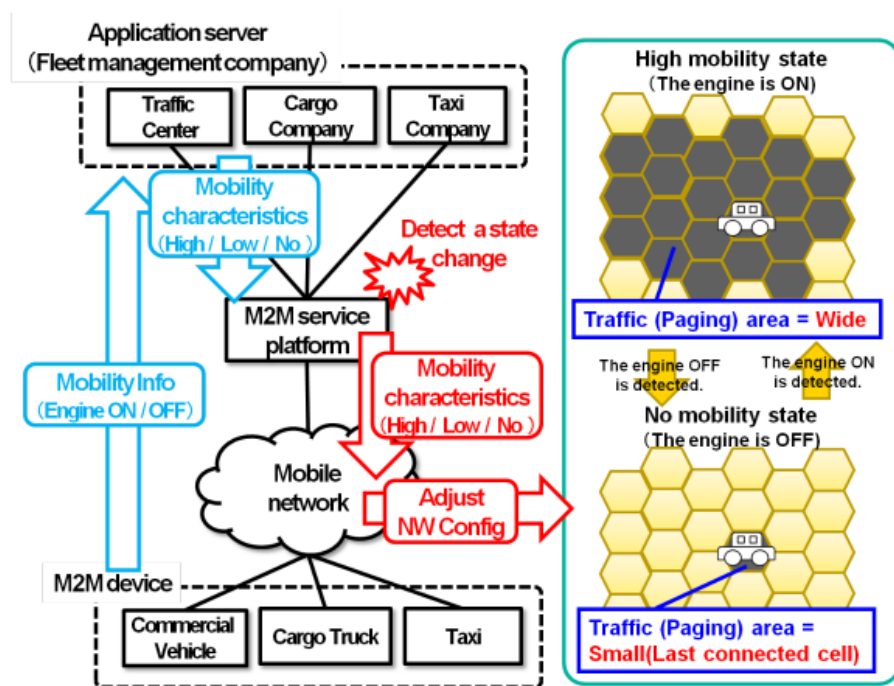 Application server
(Fleet management company)
Traffic
Center
Cargo
Company
Taxi
Company
Mobility
characteristics
(High / Low / No)
Detect a state
change
M2M service
platform
Mobility Info
(Engine ON / OFF)
Mobility
characteristics
(High / Low / No)
Mobile
network
Adjust
NW Config
M2M device
Commercial
Vehicle
Cargo Truck
Taxi
High mobility state
(The engine is ON)
Traffic (Paging) area = Wide
The engine OFF
is detected.
The engine ON
is detected.
No mobility state
(The engine is OFF)
Traffic (Paging) area =
Small(Last connected cell)